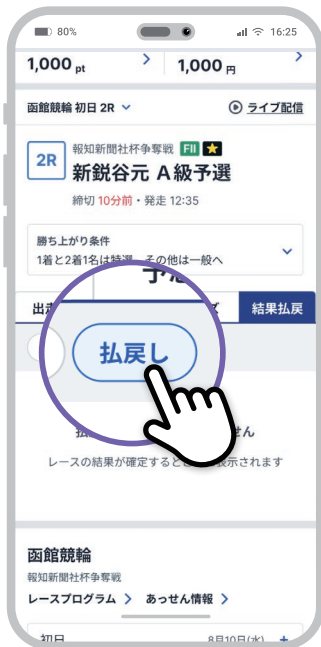 80%
16:25
1,000 pt
1,000 円
函館競輪 初日 2R
ライブ配信
2R
報知新聞社杯争奪戦 FⅡ
新鋭谷元 A級予選
締切 10分前・発走 12:35
勝ち上がり条件
1着と2着1名は特選 その他は一般へ
結果払戻
払戻し
せん
レースの結果が確定すると 表示されます
函館競輪
報知新聞社杯争奪戦
レースプログラム
あっせん情報
初日
8月10日(水)